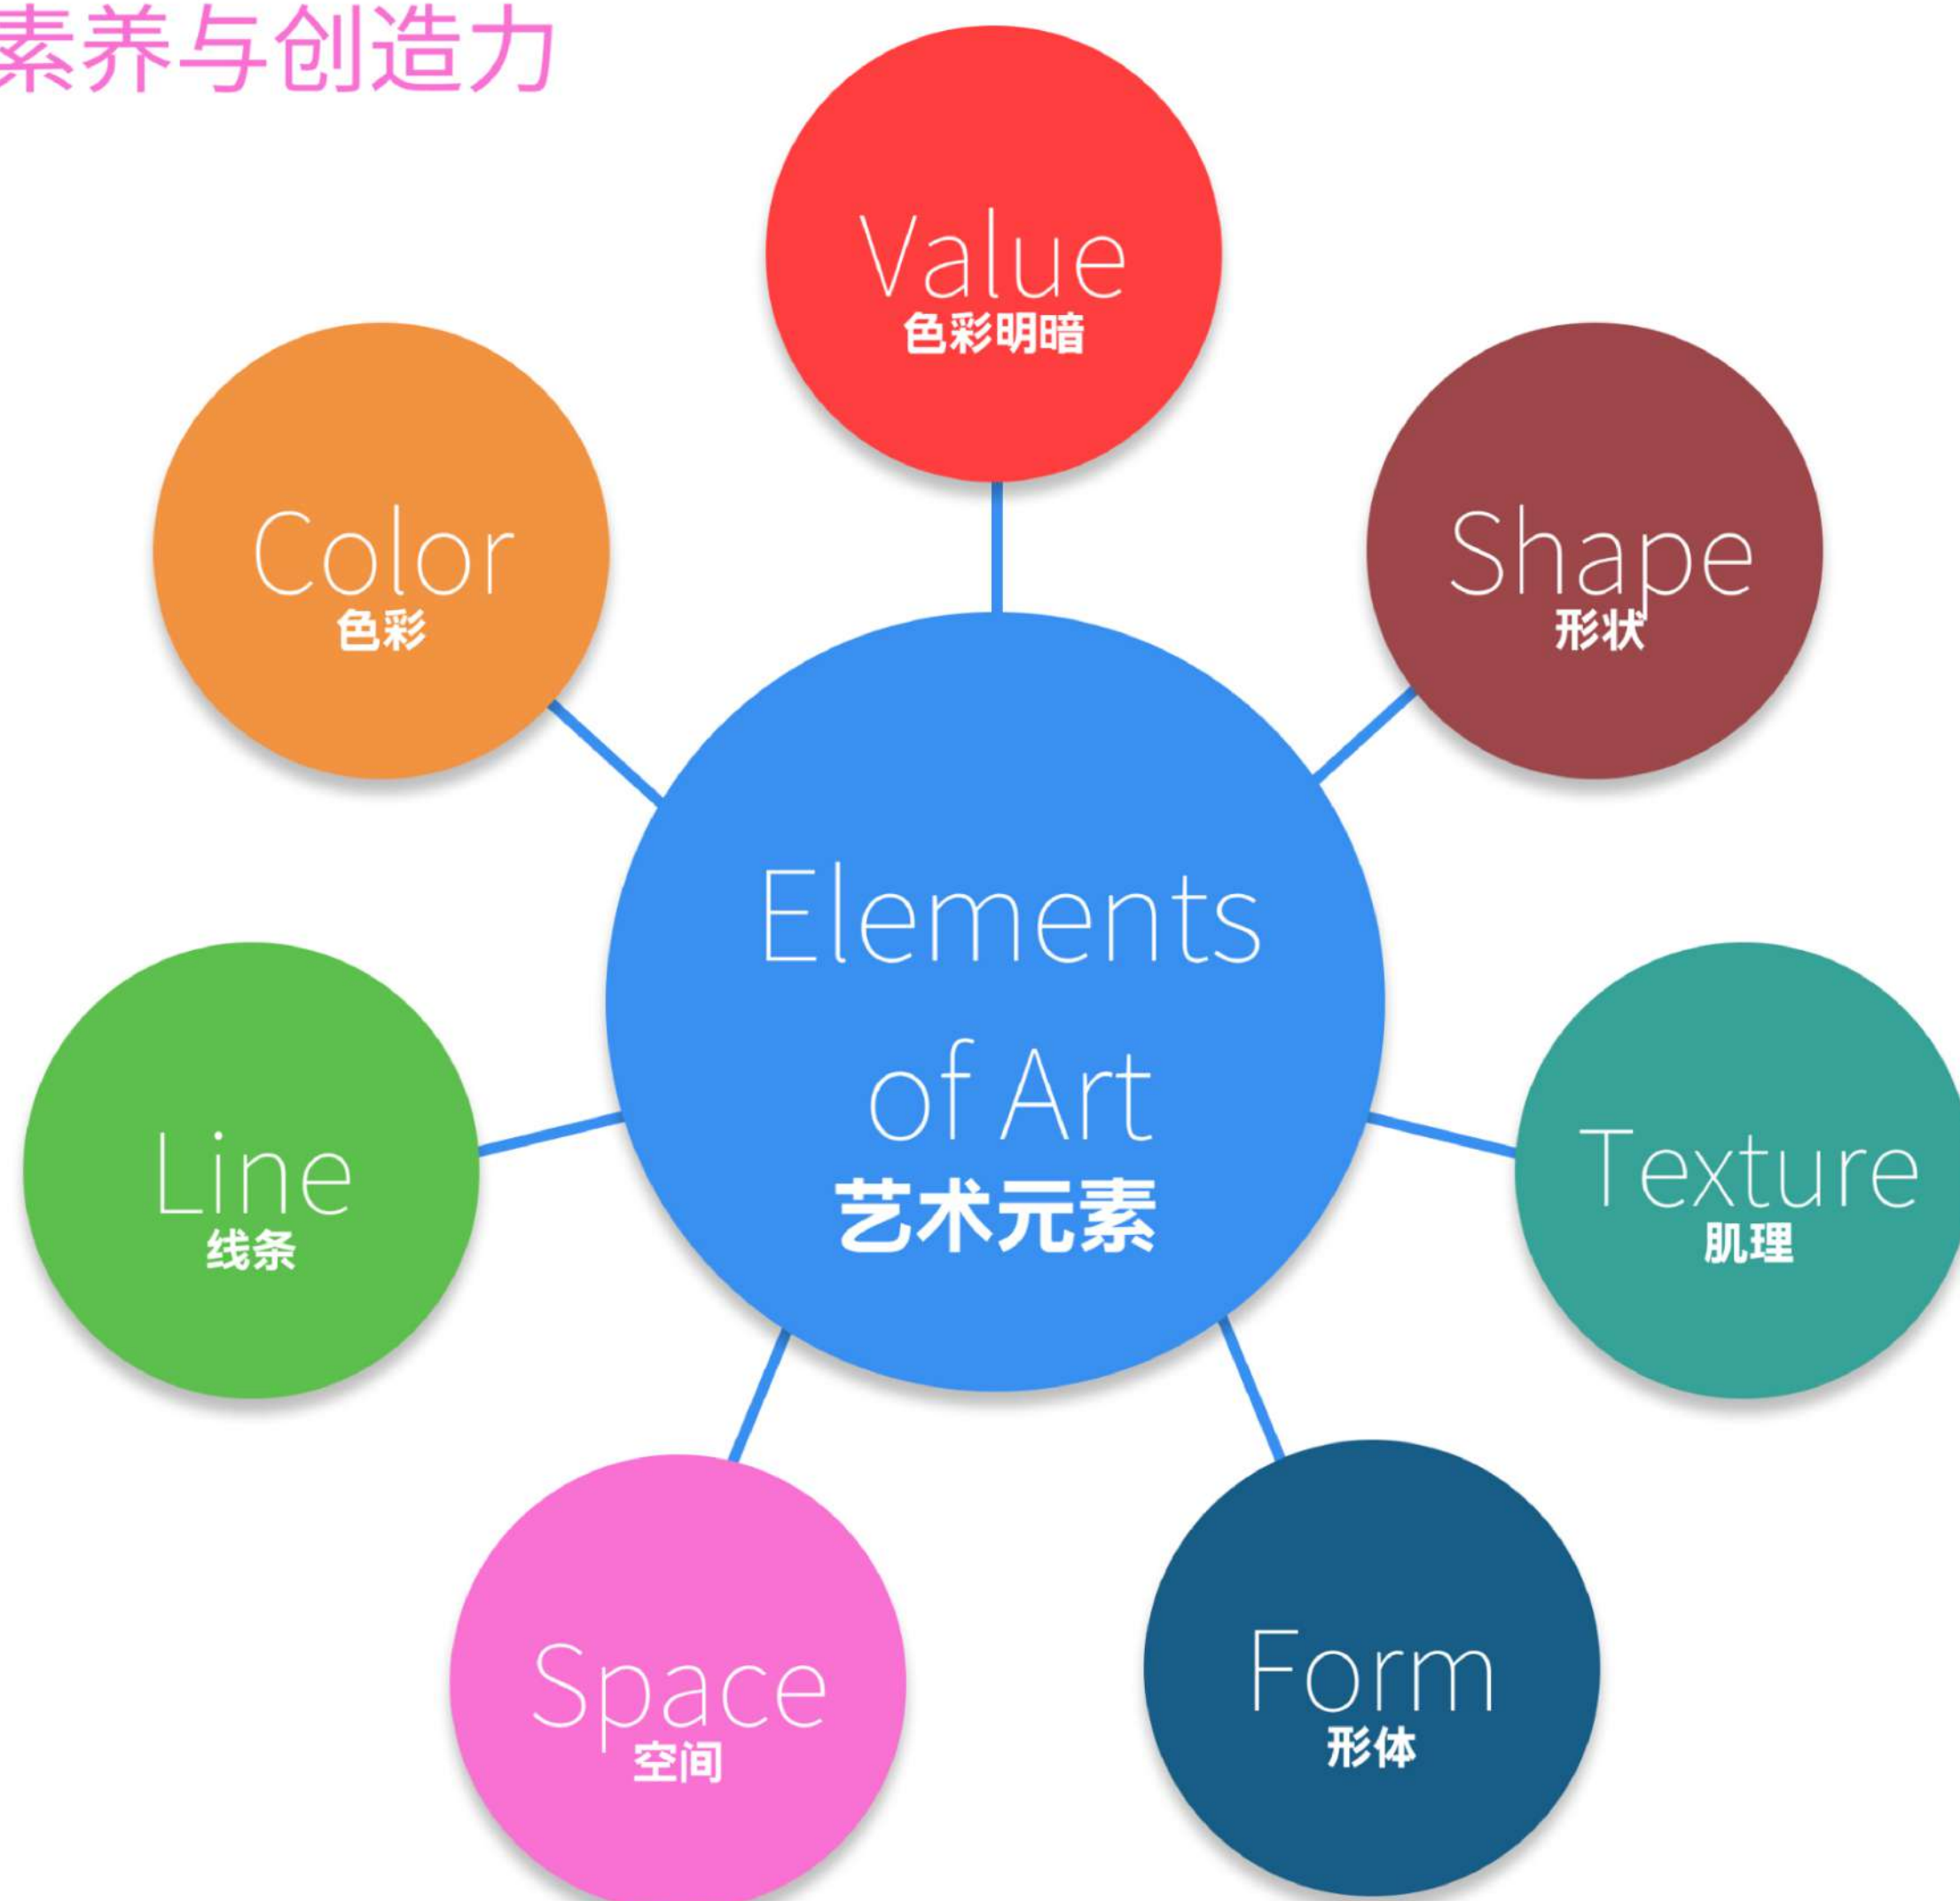 素养与创造力
Value
色彩明暗
Color
色彩
Shape
形状
Elements
of Art
艺术元素
Line
线条
Texture
肌理
Space
空间
Form
形体